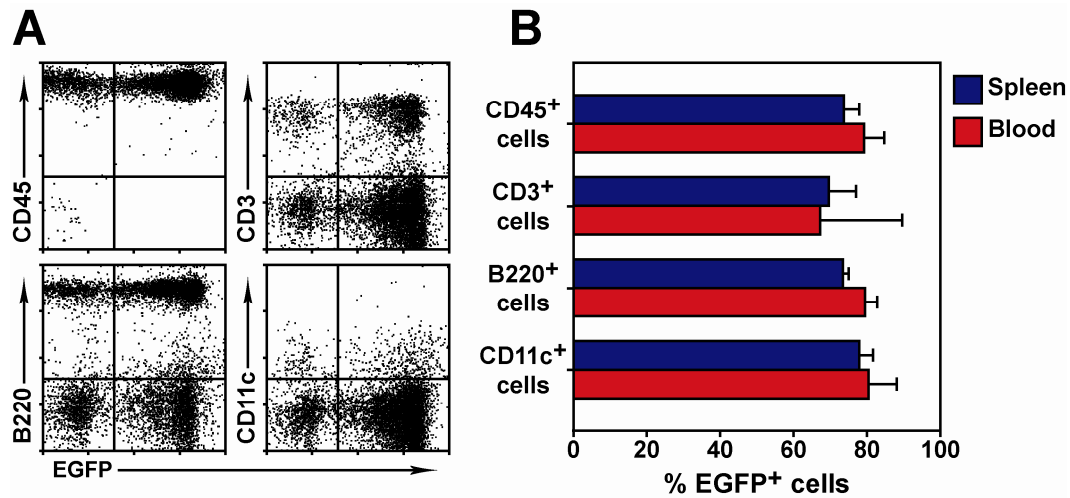 A
B
CD45
CD3
B220
CD11c
EGFP
CD45+
cells
CD3+
cells
B220+
cells
CD11c+
cells
0 20 40 60 80 100
% EGFP+ cells
Spleen
Blood